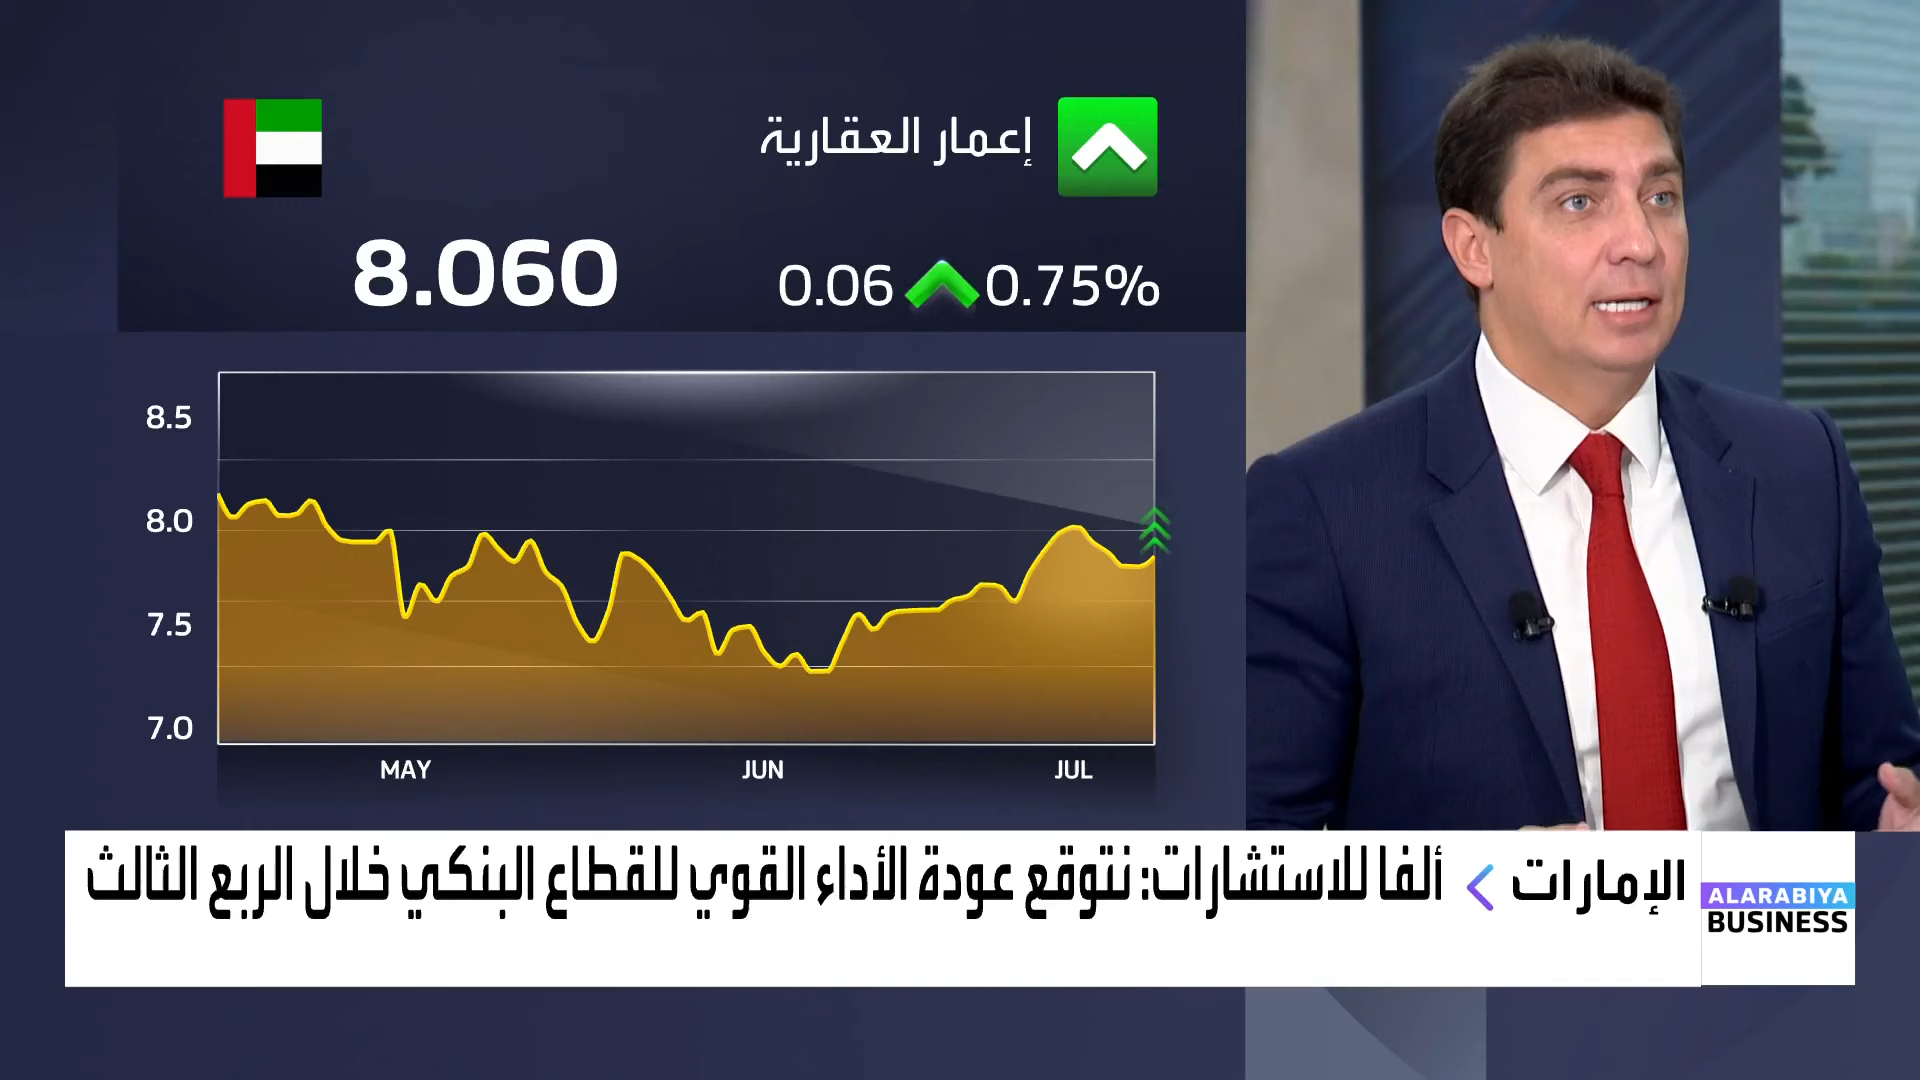 إعمار العقارية
8.060
0.06 0.75%
8.5
8.0
7.5
7.0
MAY JUN JUL
الإمارات
ألفا للاستشارات: نتوقع عودة الأداء القوي للقطاع البنكي خلال الربع الثالث
ALARABIYA
BUSINESS